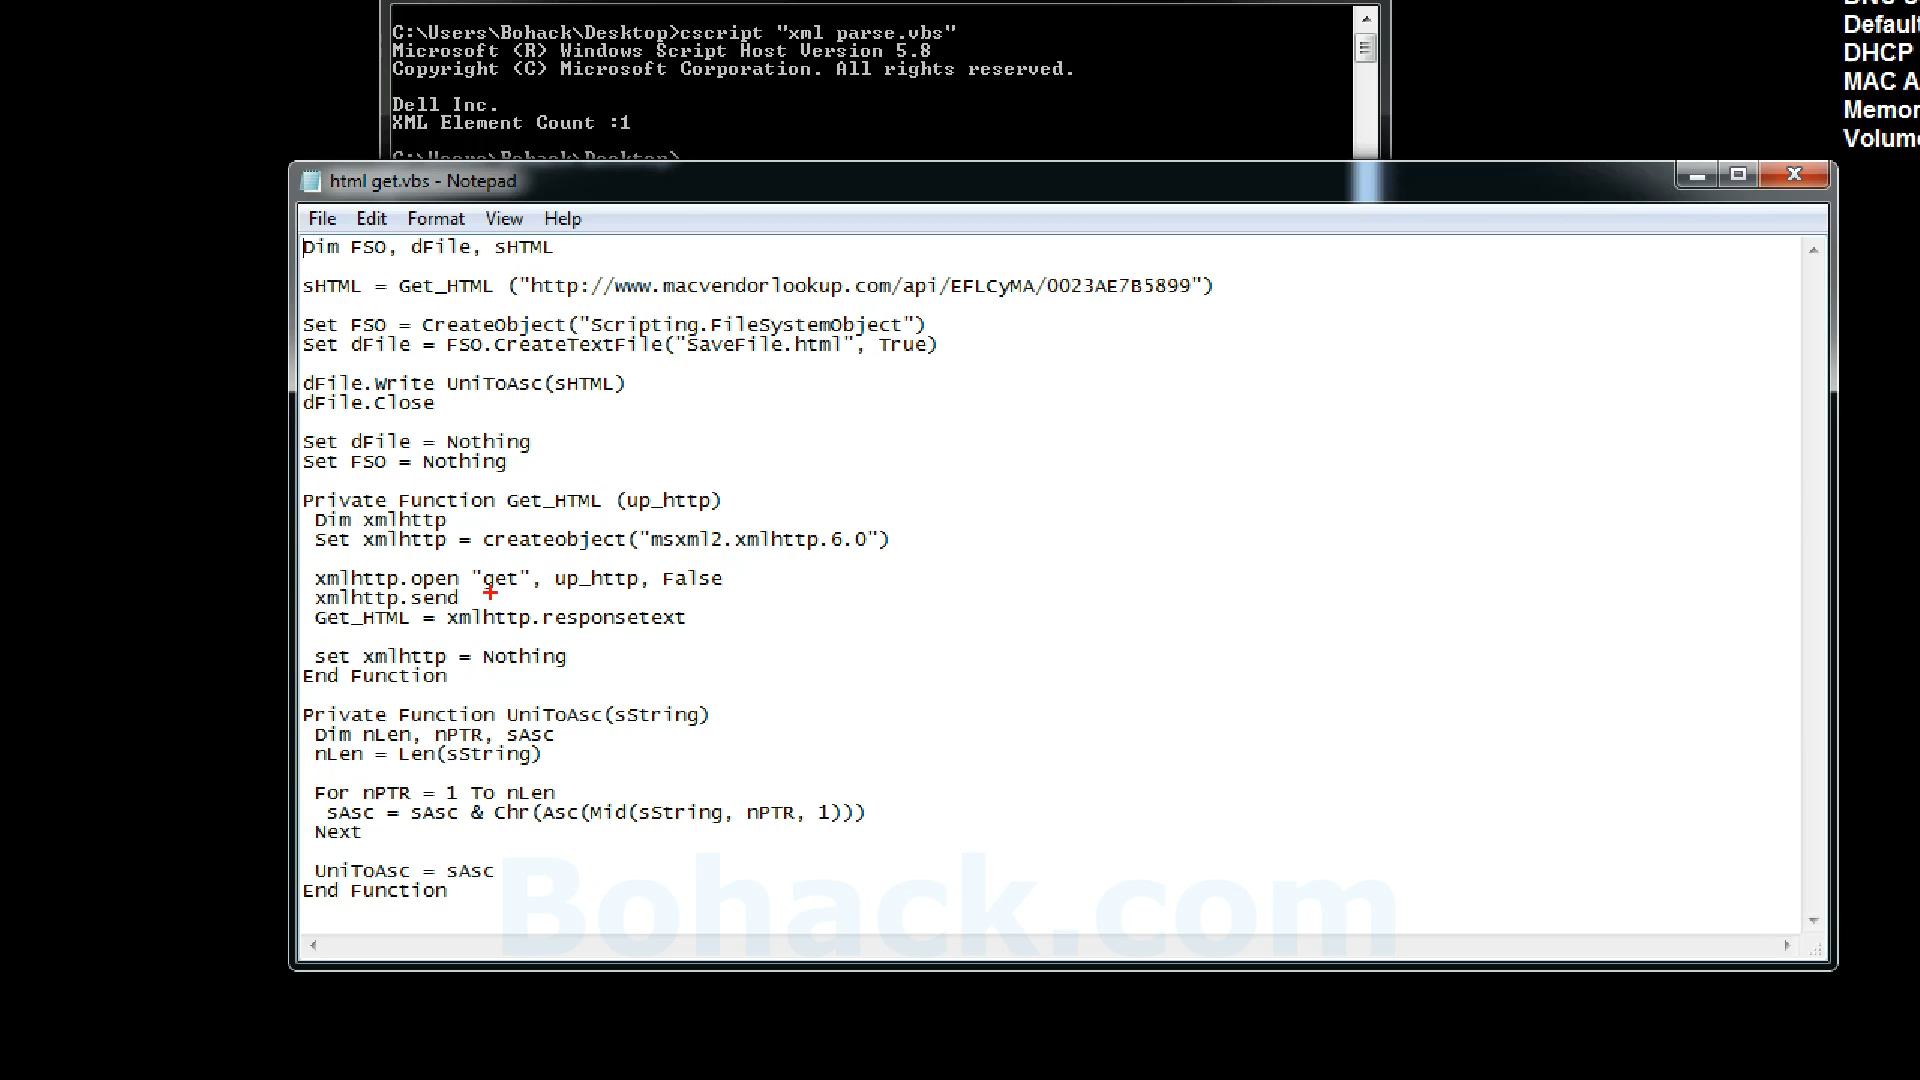 C:\Users\Bohack\Desktop>cscript "xml parse.vbs"
Microsoft (R) Windows Script Host Version 5.8
Copyright (C) Microsoft Corporation. All rights reserved.
Dell Inc.
XML Element Count :1
C:\Users\Bohack\Desktop>
Default
DHCP
MAC A
Memor
Volume
html get.vbs - Notepad
File Edit Format View Help
Dim FSO, dFile, sHTML
sHTML = Get_HTML ("http://www.macvendorlookup.com/api/EFLCyMA/0023AE7B5899")
Set FSO = CreateObject("Scripting.FileSystemObject")
Set dFile = FSO.CreateTextFile("SaveFile.html", True)
dFile.Write UniToAsc(sHTML)
dFile.Close
Set dFile = Nothing
Set FSO = Nothing
Private Function Get_HTML (up_http)
Dim xmlhttp
Set xmlhttp = createobject("msxml2.xmlhttp.6.0")
xmlhttp.open "get", up_http, False
xmlhttp.send
Get_HTML = xmlhttp.responsetext
set xmlhttp = Nothing
End Function
Private Function UniToAsc(sString)
Dim nLen, nPTR, sAsc
nLen = Len(sString)
For nPTR = 1 To nLen
sAsc = sAsc & Chr(Asc(Mid(sString, nPTR, 1)))
Next
UniToAsc = sAsc
End Function
Bohack.com